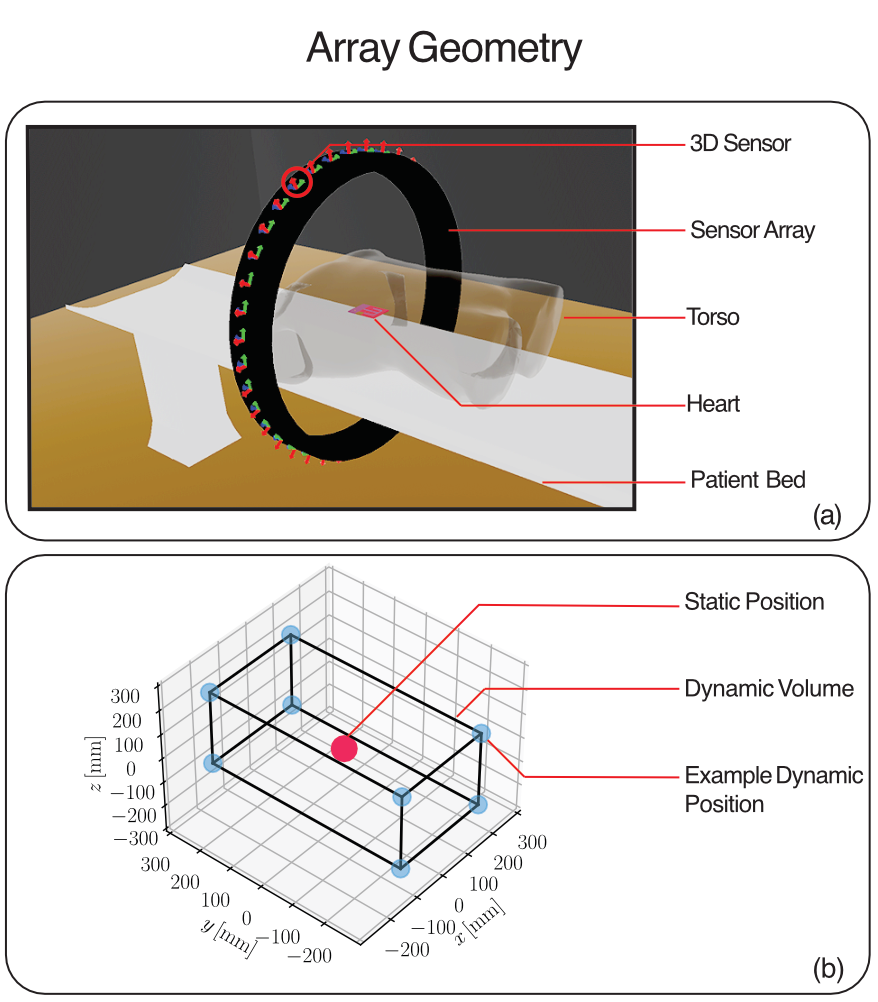 Array Geometry
3D Sensor
Sensor Array
Torso
Heart
Patient Bed
(a)
Static Position
Dynamic Volume
Example Dynamic
Position
300
200
100
0
−100
−200
−300
z [mm]
300
200
100
0
−100
−200
y [mm]
300
200
100
0
−100
−200
x [mm]
(b)